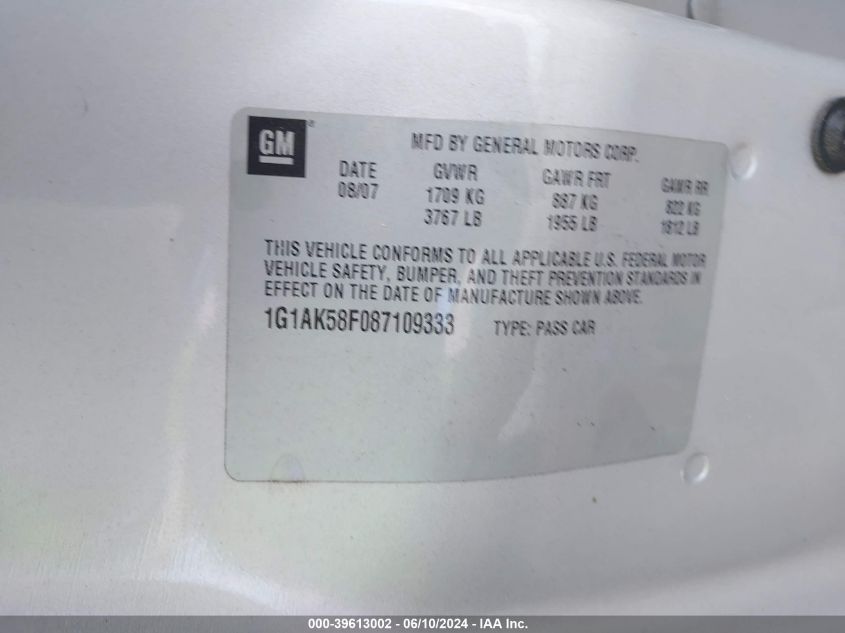 GM®
MFD BY GENERAL MOTORS CORP.
DATE GVWR GAWR FRT GAWR RR
08/07 1709 KG 887 KG 822 KG
3767 LB 1955 LB 1812 LB
THIS VEHICLE CONFORMS TO ALL APPLICABLE U.S. FEDERAL MOTOR
VEHICLE SAFETY, BUMPER, AND THEFT PREVENTION STANDARDS IN
EFFECT ON THE DATE OF MANUFACTURE SHOWN ABOVE.
1G1AK58F087109333 TYPE: PASS CAR
000-39613002 - 06/10/2024 - IAA Inc.